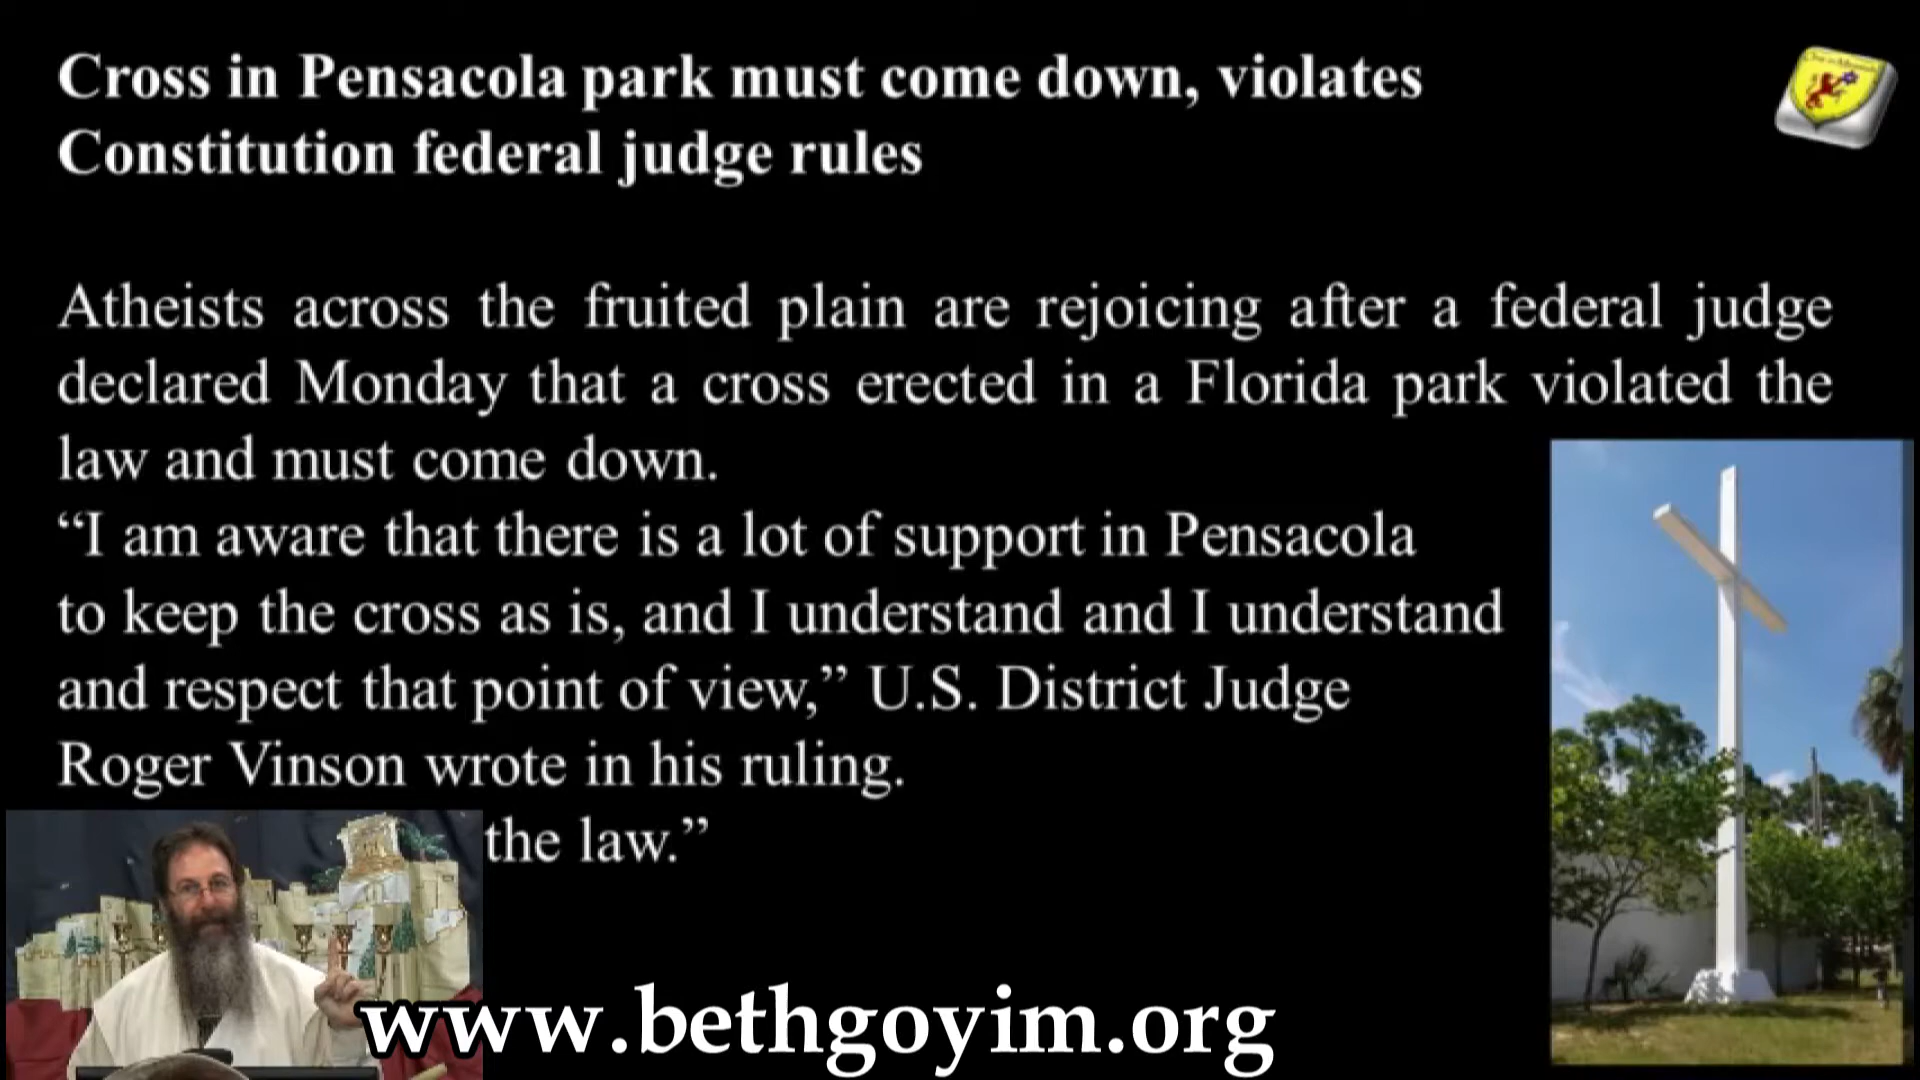 Cross in Pensacola park must come down, violates
Constitution federal judge rules
Atheists across the fruited plain are rejoicing after a federal judge
declared Monday that a cross erected in a Florida park violated the
law and must come down.
“I am aware that there is a lot of support in Pensacola
to keep the cross as is, and I understand and I understand
and respect that point of view,” U.S. District Judge
Roger Vinson wrote in his ruling.
the law.”
www.bethgoyim.org